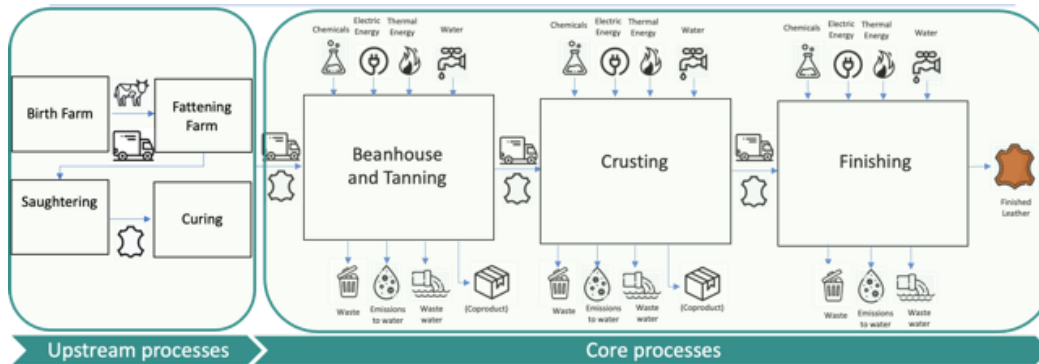 Chemicals
Electric
Energy
Thermal
Energy
Water
Chemicals
Electric
Energy
Thermal
Energy
Water
Chemicals
Electric
Energy
Thermal
Energy
Water
Birth Farm
Fattening
Farm
Saughtering
Curing
Beanhouse
and Tanning
Crusting
Finishing
Finished
Leather
Waste
Emissions
to water
Waste
water
(Coproduct)
Waste
Emissions
to water
Waste
water
(Coproduct)
Waste
Emissions
to water
Waste
water
Upstream processes
Core processes